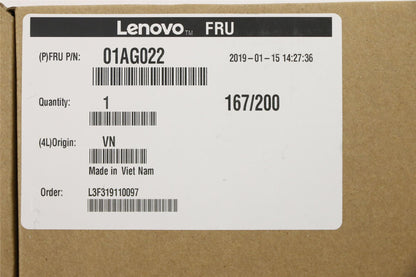 Lenovo™ FRU
(P)FRU P/N: 01AG022 2019-01-15 14:27:36
Quantity: 1 167/200
(4L)Origin: VN
Made in Viet Nam
Order: L3F319110097